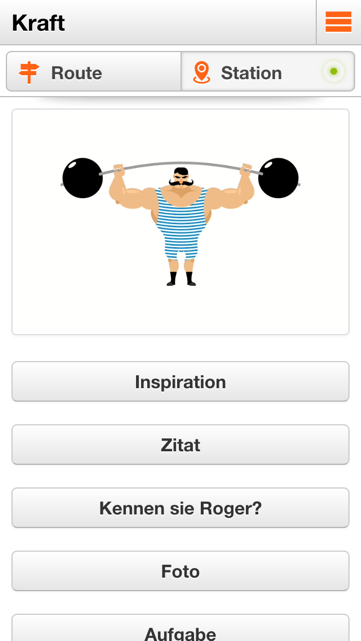 Kraft
Route
Station
Inspiration
Zitat
Kennen sie Roger?
Foto
Aufgabe